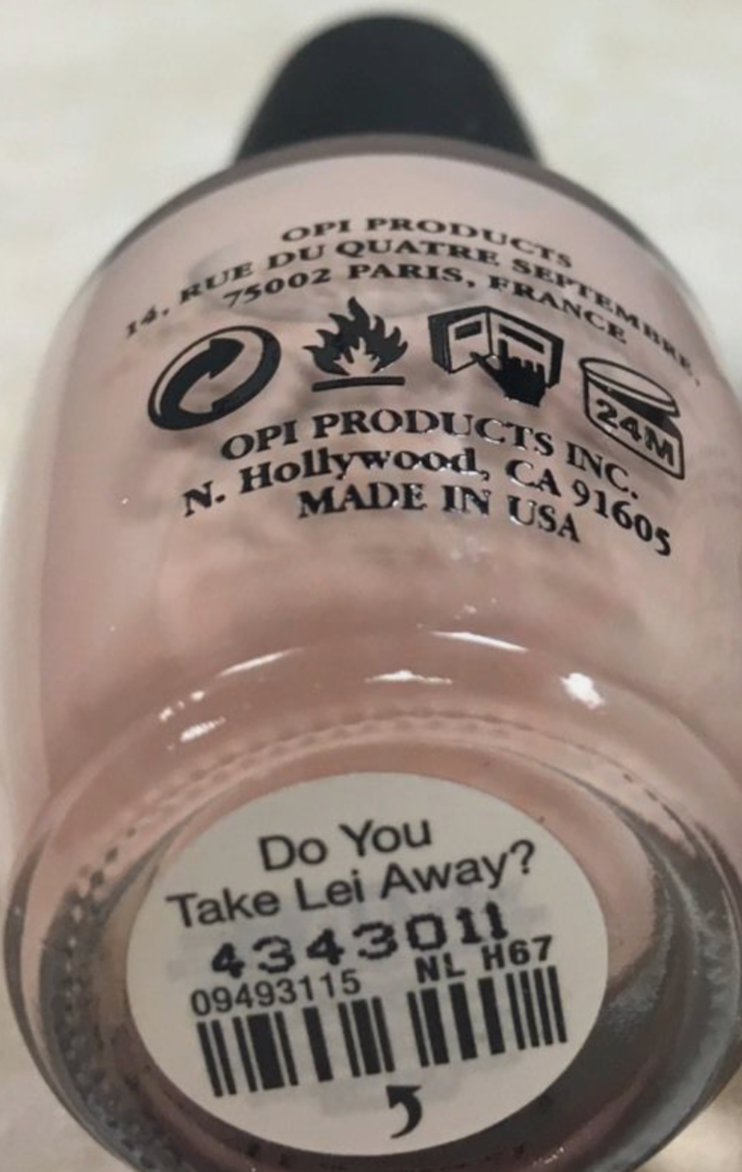 OPI PRODUCTS
14, RUE DU QUATRE SEPTEMBRE,
75002 PARIS, FRANCE
24M
OPI PRODUCTS INC.
N. Hollywood, CA 91605
MADE IN USA
Do You
Take Lei Away?
4343011
09493115 NL H67